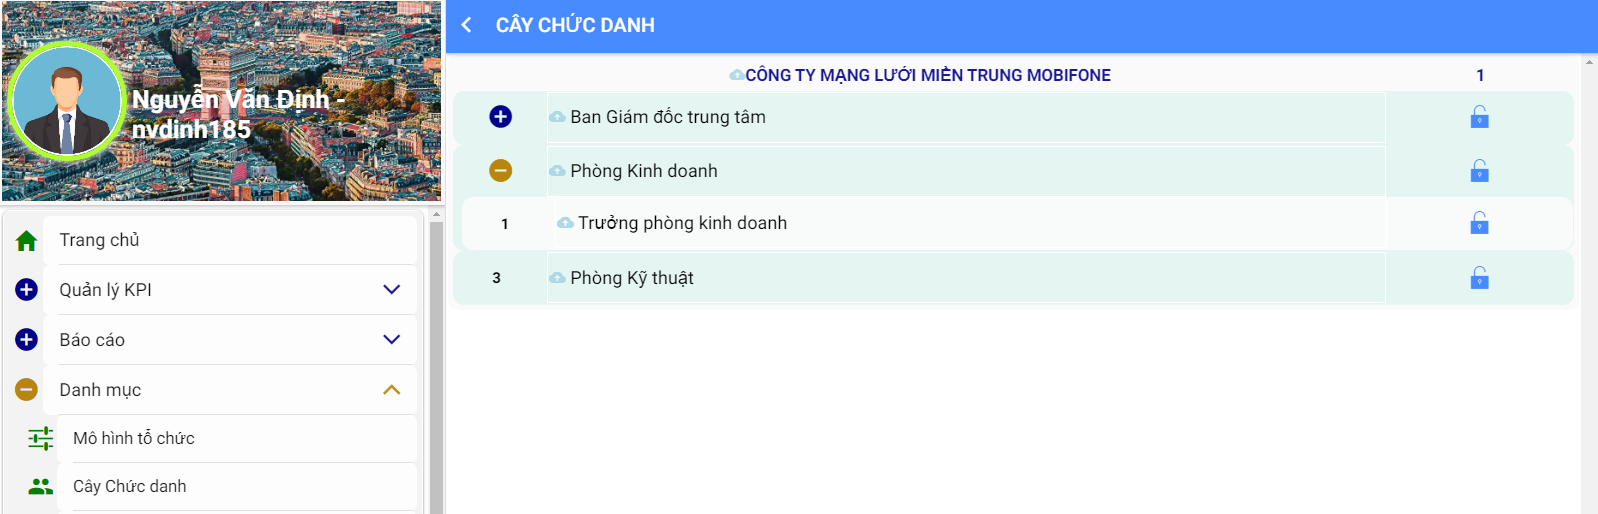 Nguyễn Văn Định -
nvdinh185
Trang chủ
Quản lý KPI
Báo cáo
Danh mục
Mô hình tổ chức
Cây Chức danh
CÂY CHỨC DANH
CÔNG TY MẠNG LƯỚI MIỀN TRUNG MOBIFONE 1
Ban Giám đốc trung tâm
Phòng Kinh doanh
1 Trưởng phòng kinh doanh
3 Phòng Kỹ thuật